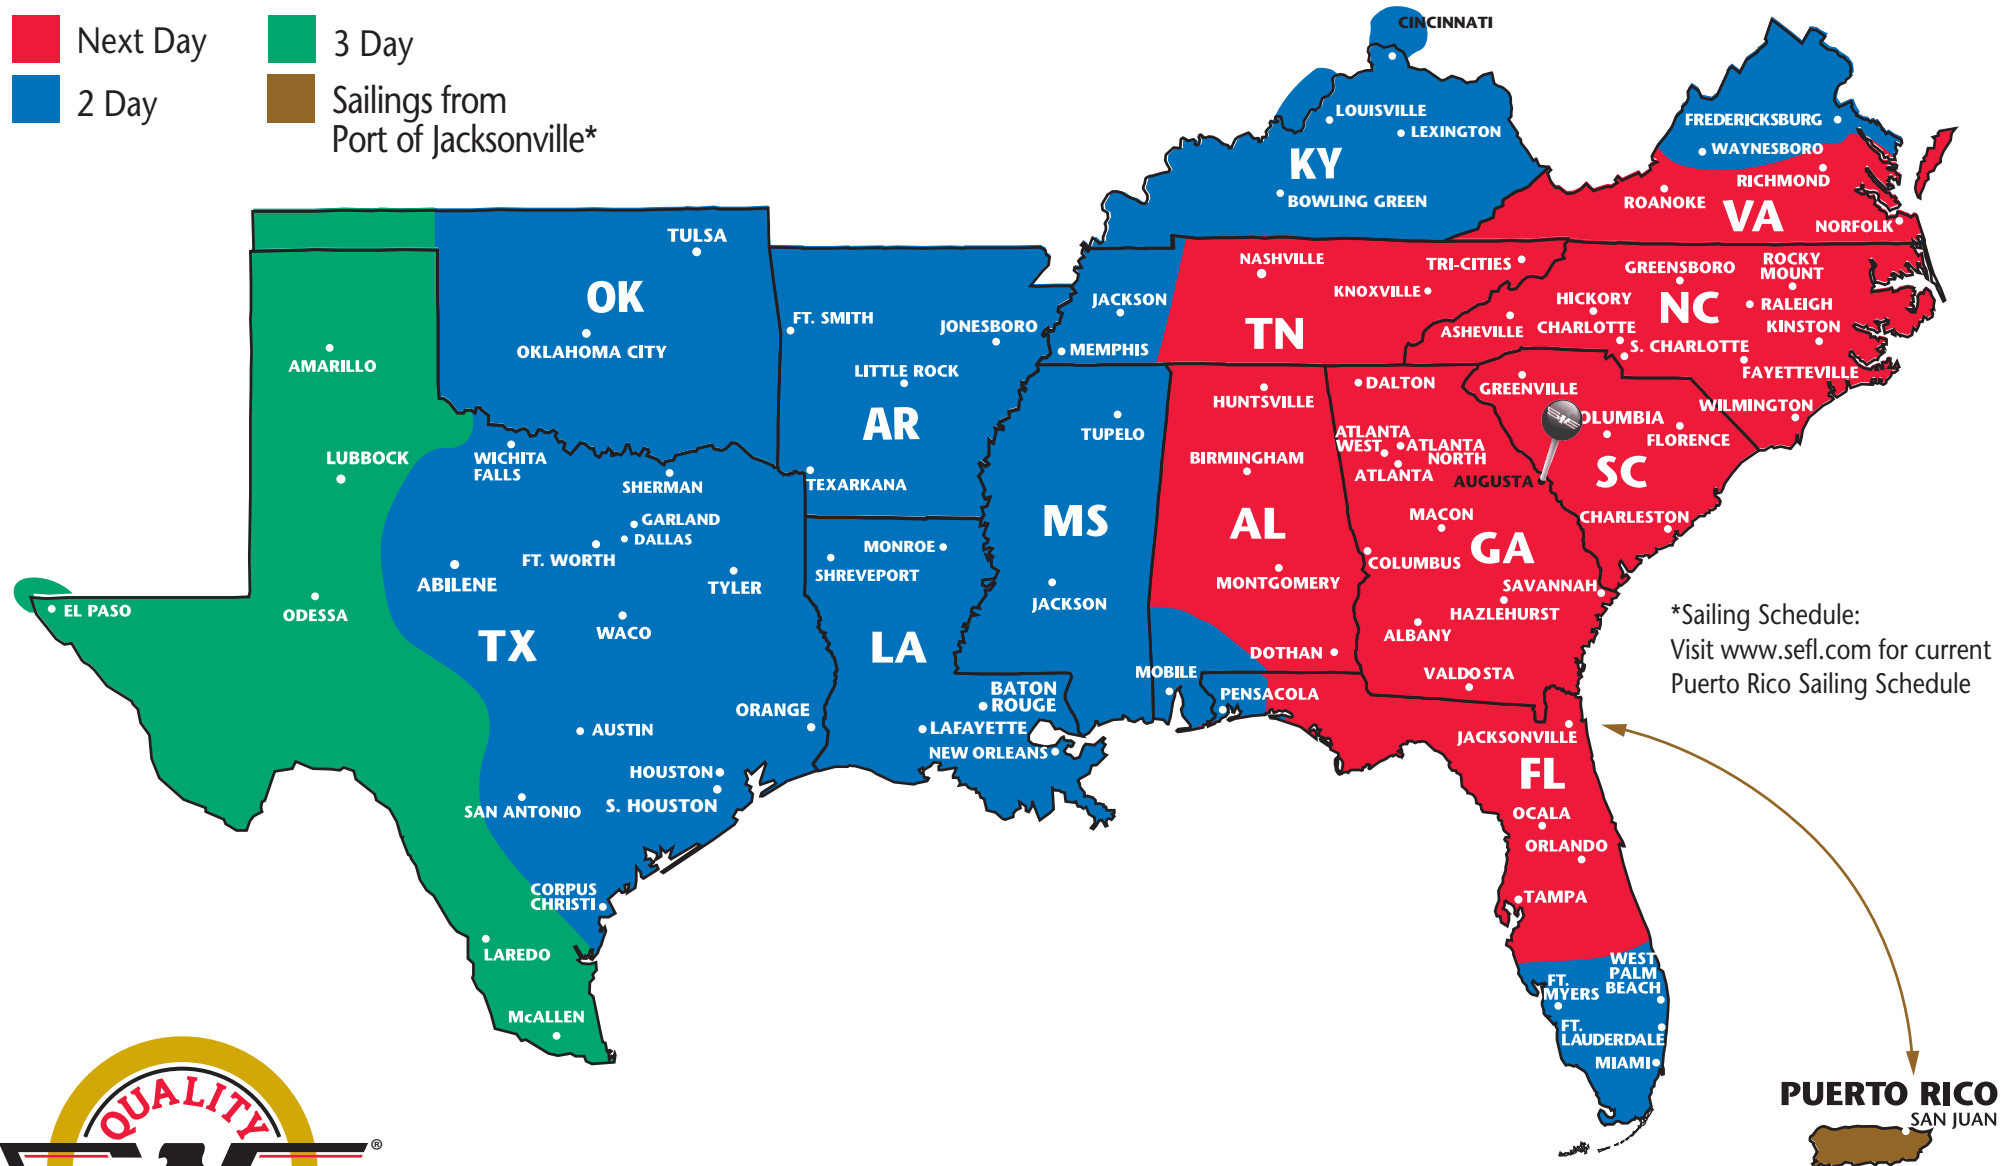 Next Day
3 Day
2 Day
Sailings from
Port of Jacksonville*
CINCINNATI
LOUISVILLE
LEXINGTON
KY
BOWLING GREEN
FREDERICKSBURG
WAYNESBORO
RICHMOND
ROANOKE
VA
NORFOLK
TULSA
OK
OKLAHOMA CITY
FT. SMITH
JONESBORO
LITTLE ROCK
AR
TEXARKANA
JACKSON
MEMPHIS
NASHVILLE
TRI-CITIES
KNOXVILLE
TN
GREENSBORO
ROCKY
MOUNT
HICKORY
NC
RALEIGH
ASHEVILLE
CHARLOTTE
KINSTON
S. CHARLOTTE
FAYETTEVILLE
WILMINGTON
GREENVILLE
OLUMBIA
FLORENCE
SC
CHARLESTON
AMARILLO
LUBBOCK
WICHITA
FALLS
SHERMAN
GARLAND
DALLAS
FT. WORTH
ABILENE
TYLER
EL PASO
ODESSA
WACO
TX
AUSTIN
ORANGE
HOUSTON
S. HOUSTON
SAN ANTONIO
CORPUS
CHRISTI
LAREDO
McALLEN
MONROE
SHREVEPORT
LA
BATON
ROUGE
LAFAYETTE
NEW ORLEANS
TUPELO
MS
JACKSON
HUNTSVILLE
BIRMINGHAM
AL
MONTGOMERY
DOTHAN
MOBILE
PENSACOLA
DALTON
ATLANTA
WEST
ATLANTA
NORTH
ATLANTA
AUGUSTA
MACON
GA
COLUMBUS
SAVANNAH
HAZLEHURST
ALBANY
VALDOSTA
JACKSONVILLE
FL
OCALA
ORLANDO
TAMPA
WEST
PALM
BEACH
FT.
MYERS
FT.
LAUDERDALE
MIAMI
*Sailing Schedule:
Visit www.sefl.com for current
Puerto Rico Sailing Schedule
PUERTO RICO
SAN JUAN
QUALITY
®